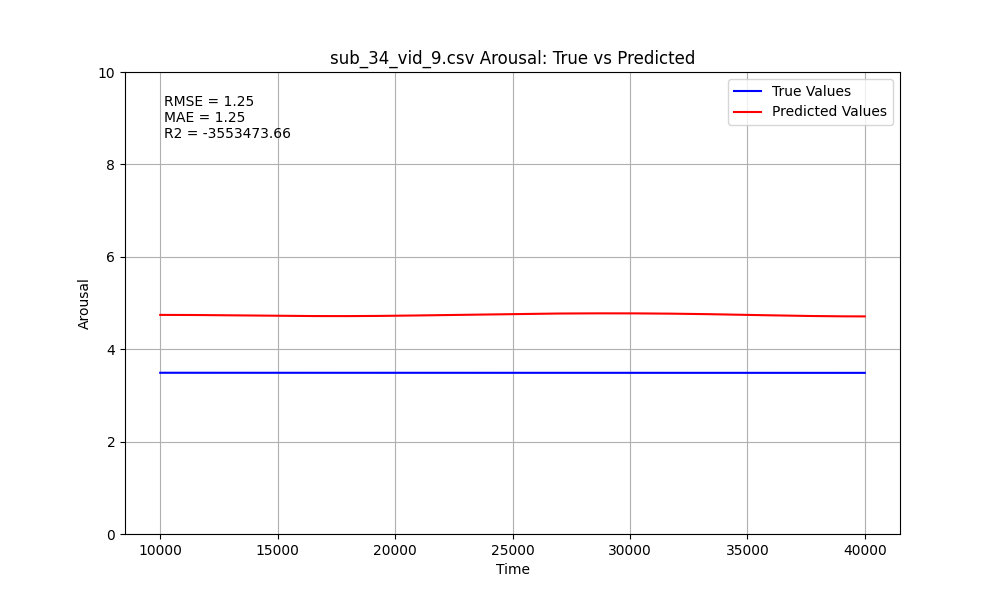 sub_34_vid_9.csv Arousal: True vs Predicted
RMSE = 1.25
MAE = 1.25
R2 = -3553473.66
True Values
Predicted Values
Arousal
10
8
6
4
2
0
10000
15000
20000
25000
30000
35000
40000
Time